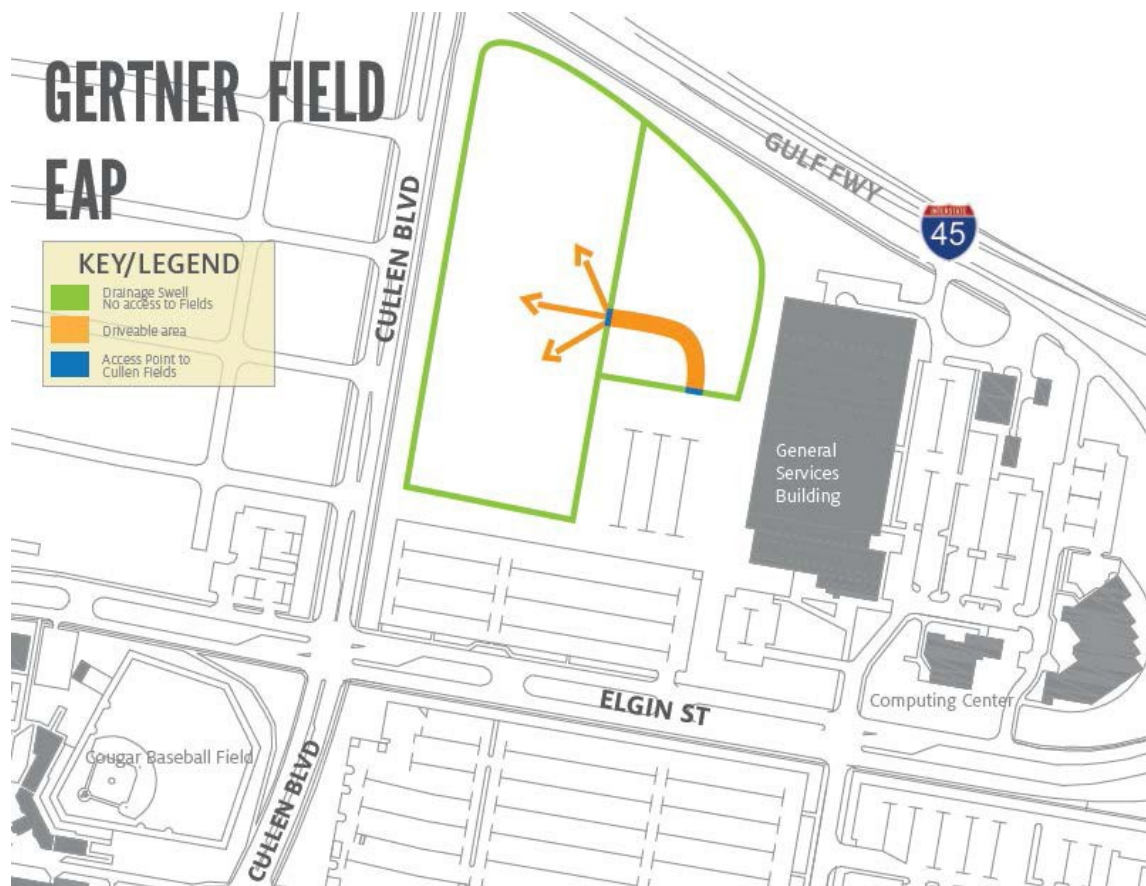 GERTNER FIELD
EAP
KEY/LEGEND
Drainage Swell
No access to Fields
Driveable area
Access Point to
Cullen Fields
CULLEN BLVD
GULF FWY
INTERSTATE
45
General
Services
Building
ELGIN ST
Computing Center
Cougar Baseball Field
CULLEN BLVD